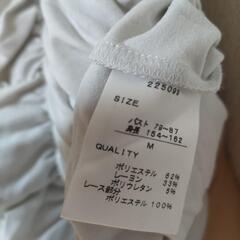 22509
SIZE
バスト 79~87
身長 154~162
M
QUALITY
ポリエステル 62%
レーヨン 33%
ポリウレタン 5%
レース部分
ポリエステル 100%